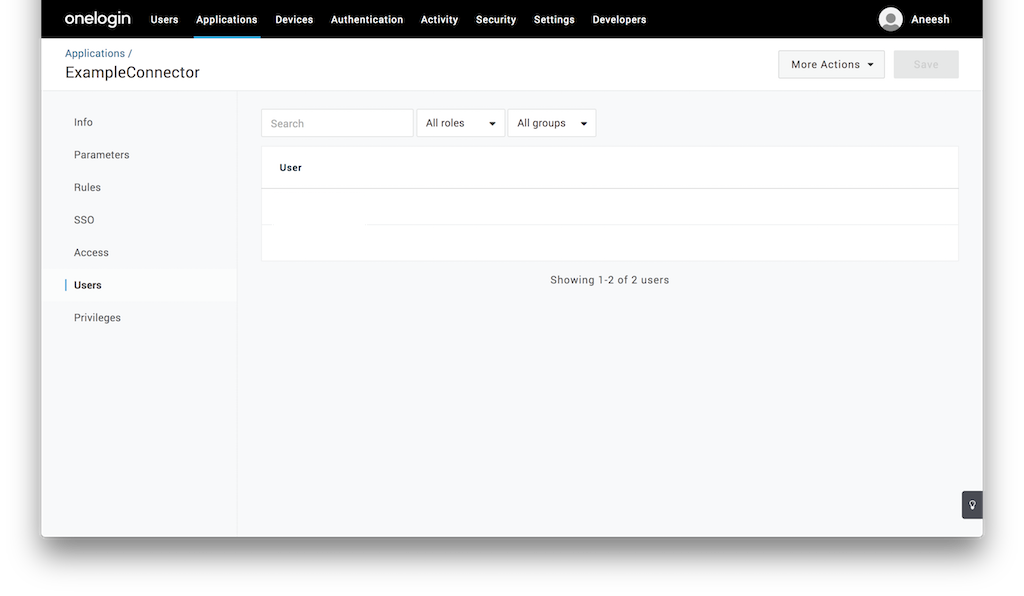 onelogin Users Applications Devices Authentication Activity Security Settings Developers Aneesh
Applications /
ExampleConnector
More Actions
Save
Info
Parameters
Rules
SSO
Access
Users
Privileges
Search
All roles
All groups
User
Showing 1-2 of 2 users